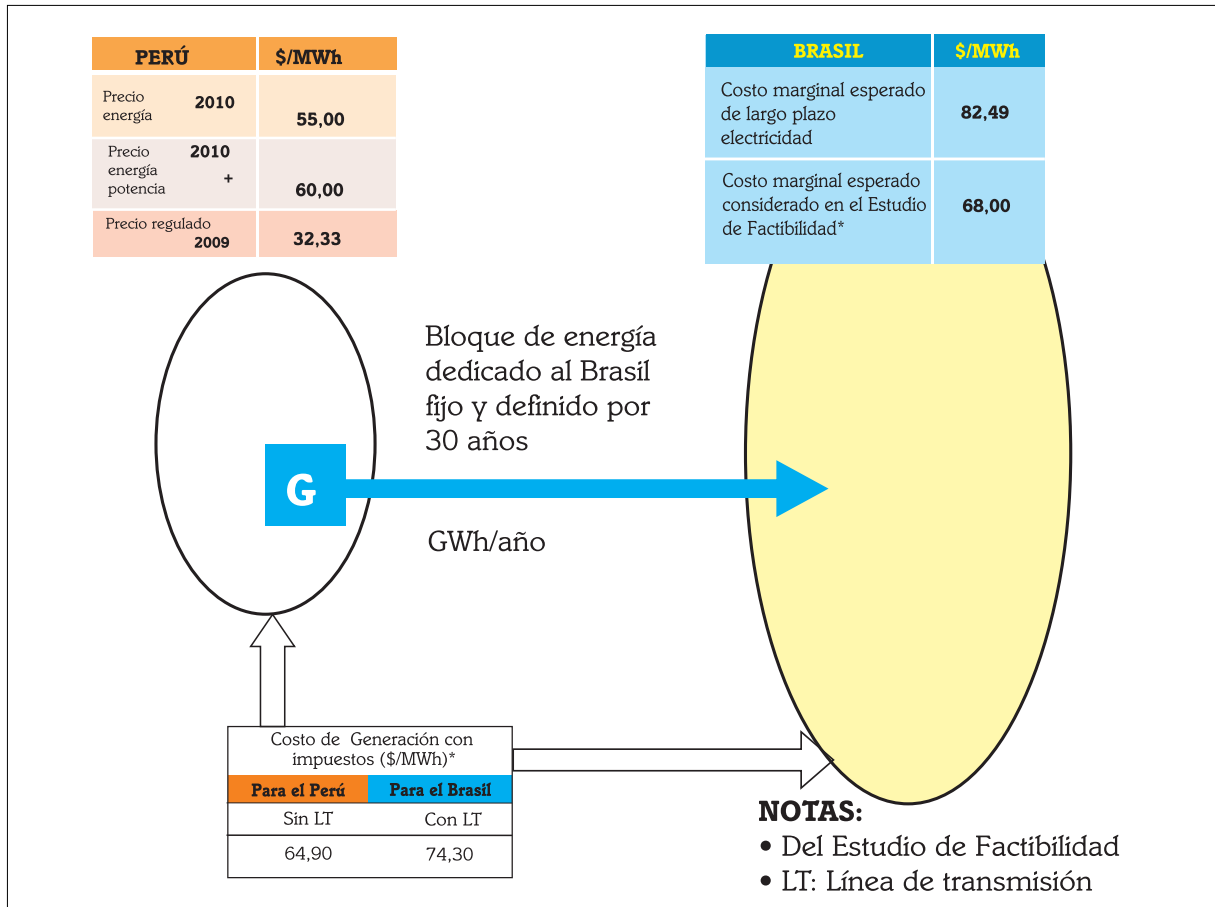 PERÚ $/MWh
Precio energía 2010 55,00
Precio energía potencia 2010 + 60,00
Precio regulado 2009 32,33
BRASIL $/MWh
Costo marginal esperado
de largo plazo
electricidad
82,49
Costo marginal esperado
considerado en el Estudio
de Factibilidad*
68,00
Bloque de energía
dedicado al Brasil
fijo y definido por
30 años
G
GWh/año
Costo de Generación con
impuestos ($/MWh)*
Para el Perú Para el Brasil
Sin LT Con LT
64,90 74,30
NOTAS:
• Del Estudio de Factibilidad
• LT: Línea de transmisión